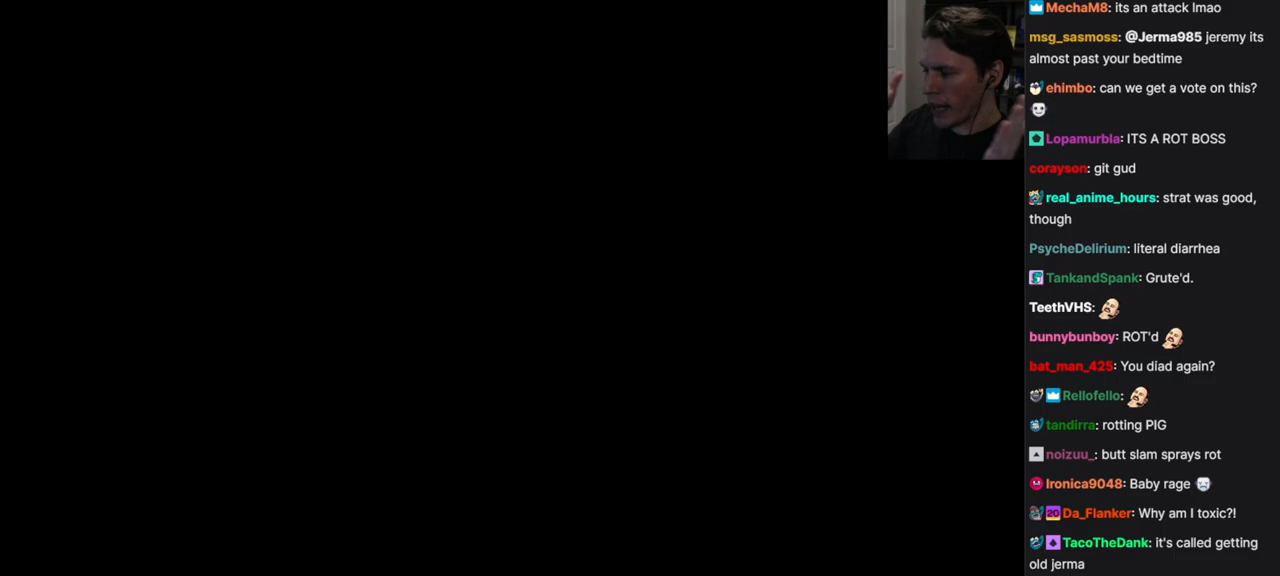 MechaM8: its an attack lmao
msg_sasmoss: @Jerma985 jeremy its
almost past your bedtime
ehimbo: can we get a vote on this?
Lopamurbla: ITS A ROT BOSS
corayson: git gud
real_anime_hours: strat was good,
though
PsycheDelirium: literal diarrhea
TankandSpank: Grute'd.
TeethVHS:
bunnybunboy: ROT'd
bat_man_425: You diad again?
Rellofello:
tandirra: rotting PIG
noizuu_: butt slam sprays rot
Ironica9048: Baby rage
20 Da_Flanker: Why am I toxic?!
TacoTheDank: it's called getting
old jerma